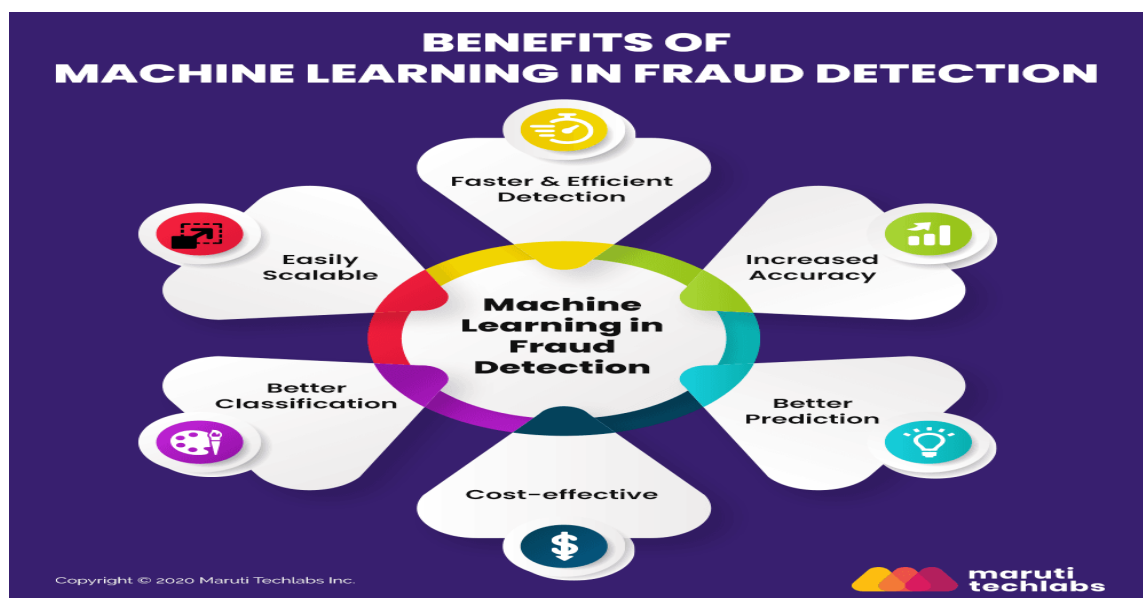 BENEFITS OF
MACHINE LEARNING IN FRAUD DETECTION
Faster & Efficient
Detection
Easily
Scalable
Increased
Accuracy
Machine
Learning in
Fraud
Detection
Better
Classification
Better
Prediction
Cost-effective
Copyright © 2020 Maruti Techlabs Inc.
maruti
techlabs